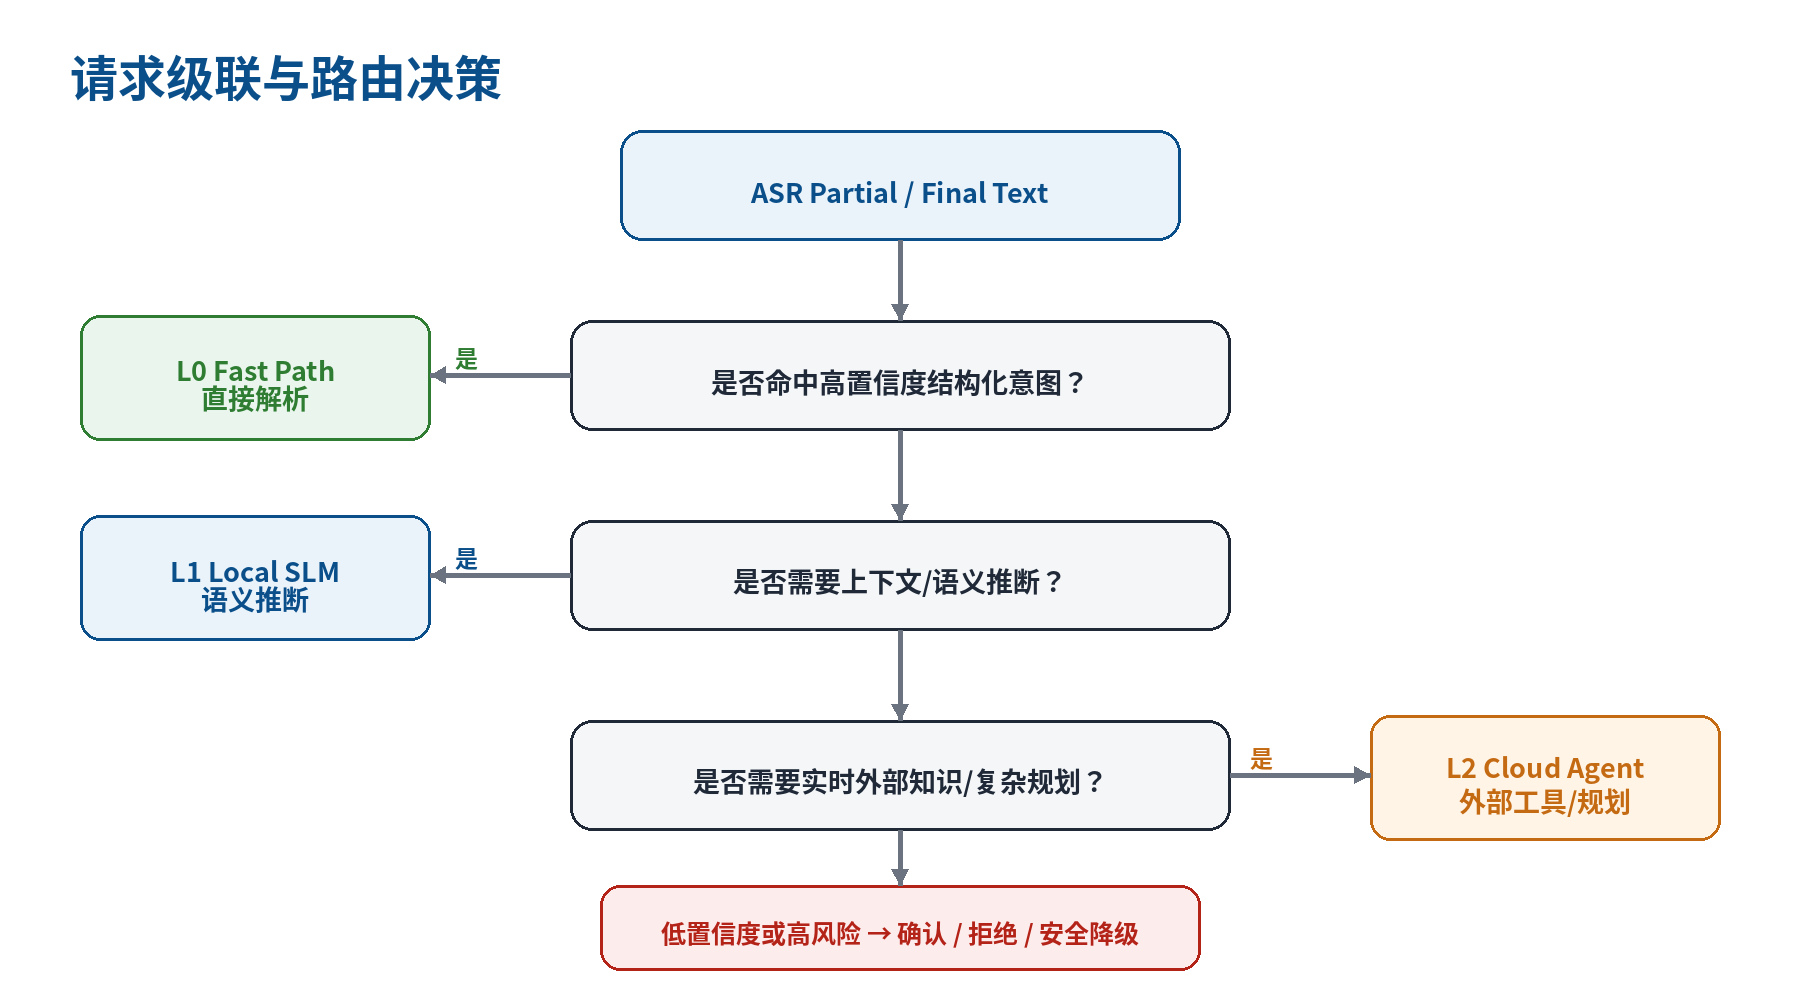 请求级联与路由决策
ASR Partial / Final Text
是否命中高置信度结构化意图？
是
L0 Fast Path
直接解析
是否需要上下文/语义推断？
是
L1 Local SLM
语义推断
是否需要实时外部知识/复杂规划？
是
L2 Cloud Agent
外部工具/规划
低置信度或高风险 → 确认 / 拒绝 / 安全降级